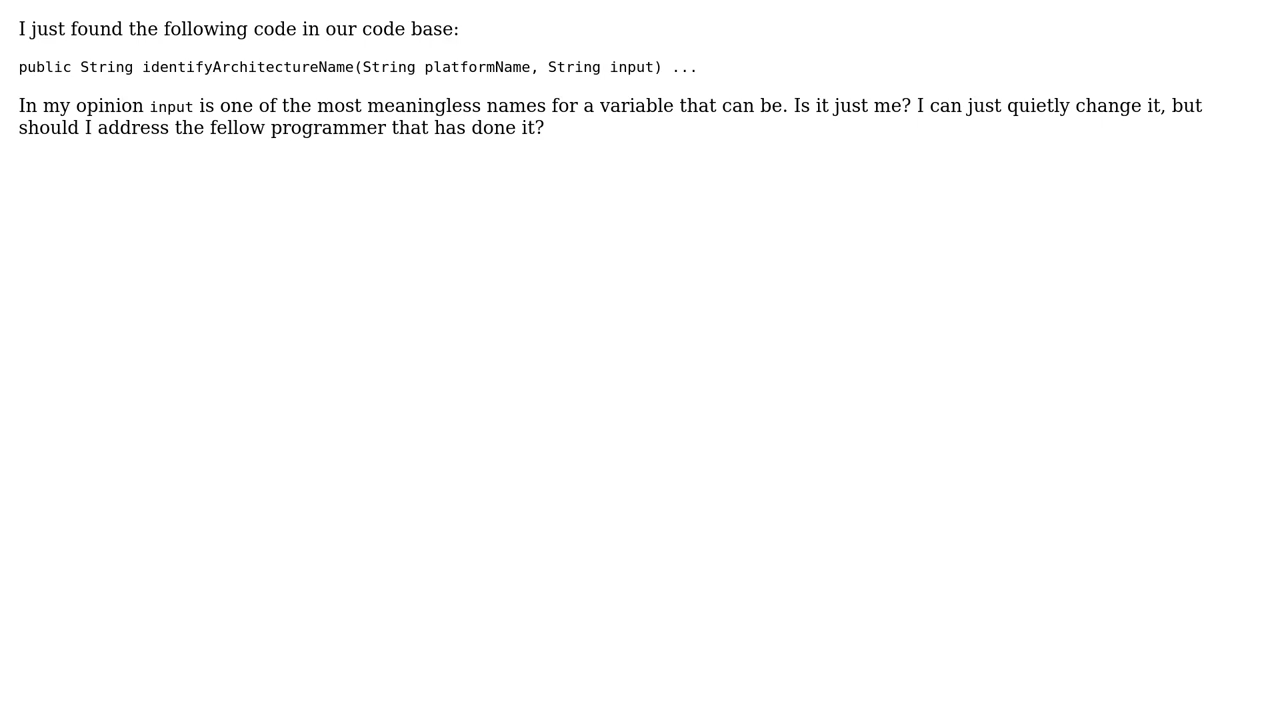 I just found the following code in our code base:
public String identifyArchitectureName(String platformName, String input) ...
In my opinion input is one of the most meaningless names for a variable that can be. Is it just me? I can just quietly change it, but
should I address the fellow programmer that has done it?